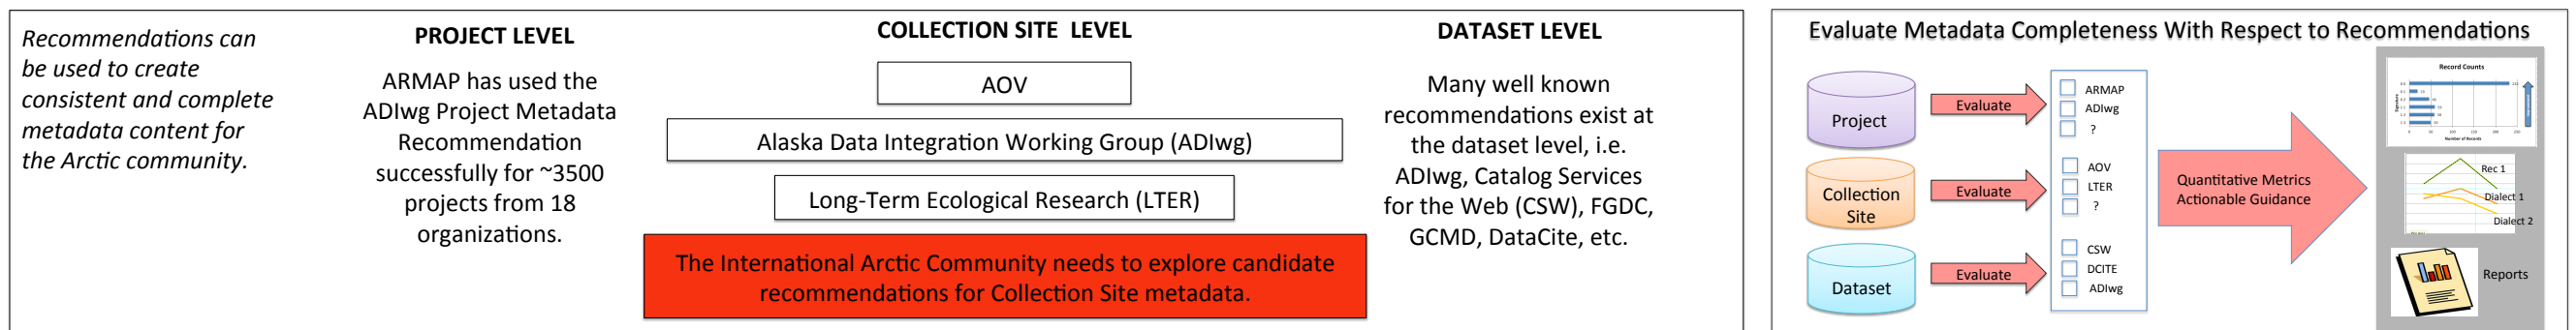 Recommendations can
be used to create
consistent and complete
metadata content for
the Arctic community.
PROJECT LEVEL
ARMAP has used the
ADIwg Project Metadata
Recommendation
successfully for ~3500
projects from 18
organizations.
COLLECTION SITE  LEVEL
AOV
Alaska Data Integration Working Group (ADIwg)
Long-Term Ecological Research (LTER)
The International Arctic Community needs to explore candidate
recommendations for Collection Site metadata.
DATASET LEVEL
Many well known
recommendations exist at
the dataset level, i.e.
ADIwg, Catalog Services
for the Web (CSW), FGDC,
GCMD, DataCite, etc.
Evaluate Metadata Completeness With Respect to Recommendations
Project
Evaluate
ARMAP
ADIwg
?
Collection
Site
Evaluate
AOV
LTER
?
Dataset
Evaluate
CSW
DCITE
ADIwg
Quantitative Metrics
Actionable Guidance
Record Counts
Number of Records
Rec 1
Dialect 1
Dialect 2
Reports